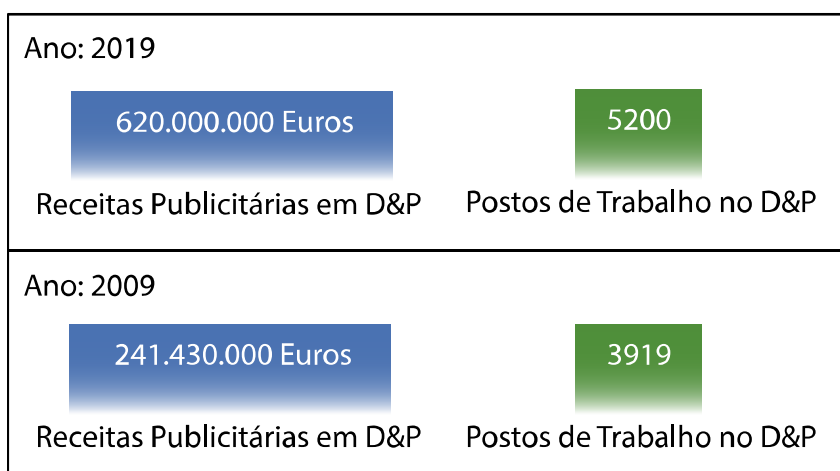 Ano: 2019
620.000.000 Euros
5200
Receitas Publicitárias em D&P
Postos de Trabalho no D&P
Ano: 2009
241.430.000 Euros
3919
Receitas Publicitárias em D&P
Postos de Trabalho no D&P